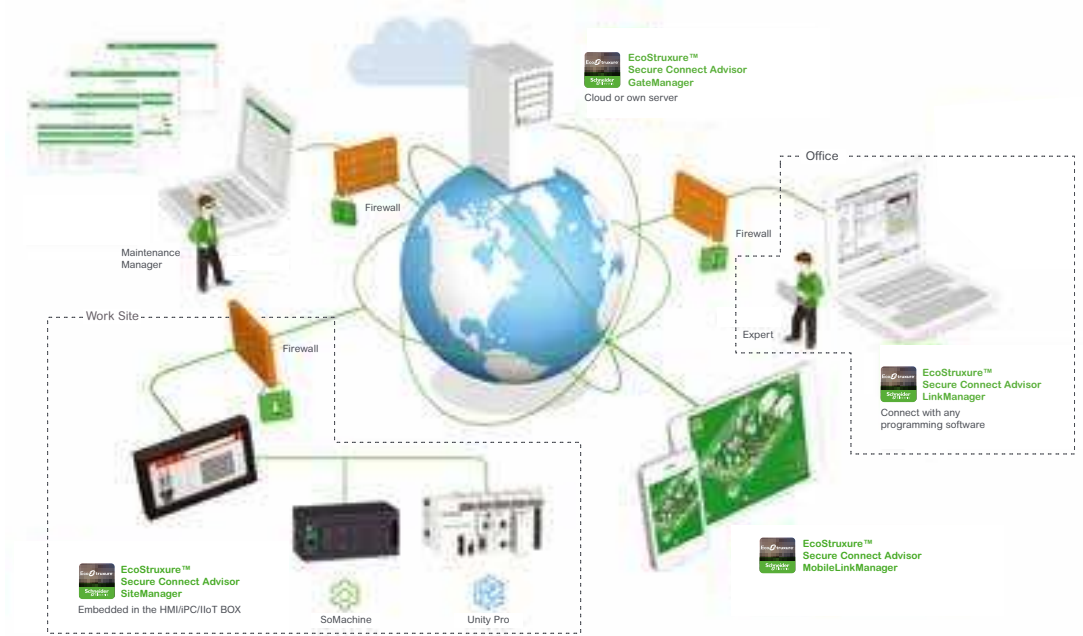 EcoStruxure™
Secure Connect Advisor
GateManager
Cloud or own server
Office
Firewall
Firewall
Maintenance
Manager
Work Site
Firewall
Expert
EcoStruxure™
Secure Connect Advisor
LinkManager
Connect with any
programming software
EcoStruxure™
Secure Connect Advisor
MobileLinkManager
EcoStruxure™
Secure Connect Advisor
SiteManager
Embedded in the HMI/iPC/IIoT BOX
SoMachine
Unity Pro